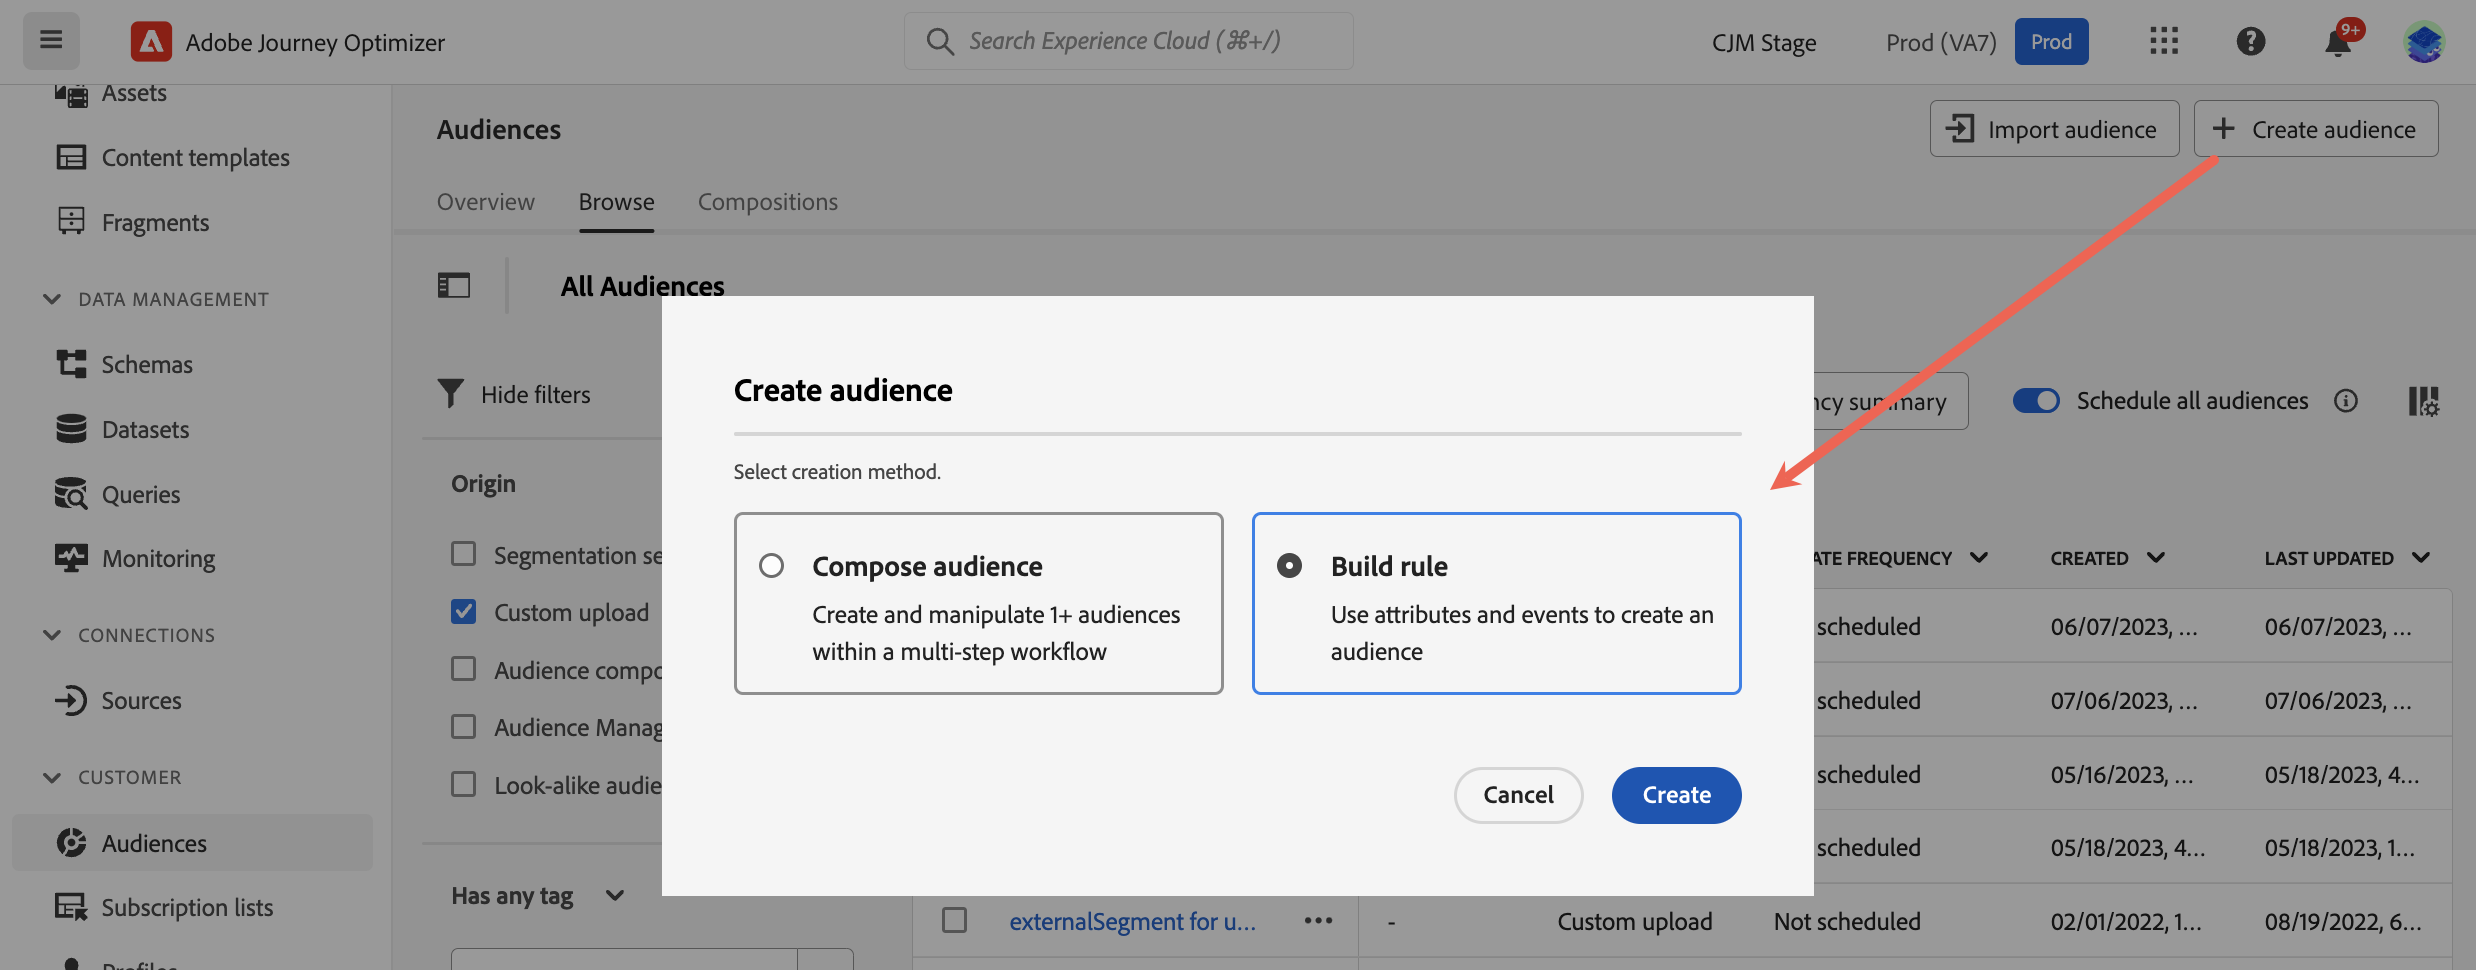 Adobe Journey Optimizer
Search Experience Cloud (⌘+/)
CJM Stage
Prod (VA7)
Prod
9+
Assets
Content templates
Fragments
DATA MANAGEMENT
Schemas
Datasets
Queries
Monitoring
CONNECTIONS
Sources
CUSTOMER
Audiences
Subscription lists
Profiles
Audiences
Import audience
Create audience
Overview
Browse
Compositions
All Audiences
Hide filters
summary
Schedule all audiences
Origin
Segmentation se
Custom upload
Audience compo
Audience Manag
Look-alike audie
Has any tag
Create audience
Select creation method.
Compose audience
Create and manipulate 1+ audiences
within a multi-step workflow
Build rule
Use attributes and events to create an
audience
Cancel
Create
FREQUENCY
CREATED
LAST UPDATED
scheduled
06/07/2023, ...
06/07/2023, ...
scheduled
07/06/2023, ...
07/06/2023, ...
scheduled
05/16/2023, ...
05/18/2023, 4...
scheduled
05/18/2023, 4...
05/18/2023, 1...
externalSegment for u...
-
Custom upload
Not scheduled
02/01/2022, 1...
08/19/2022, 6...